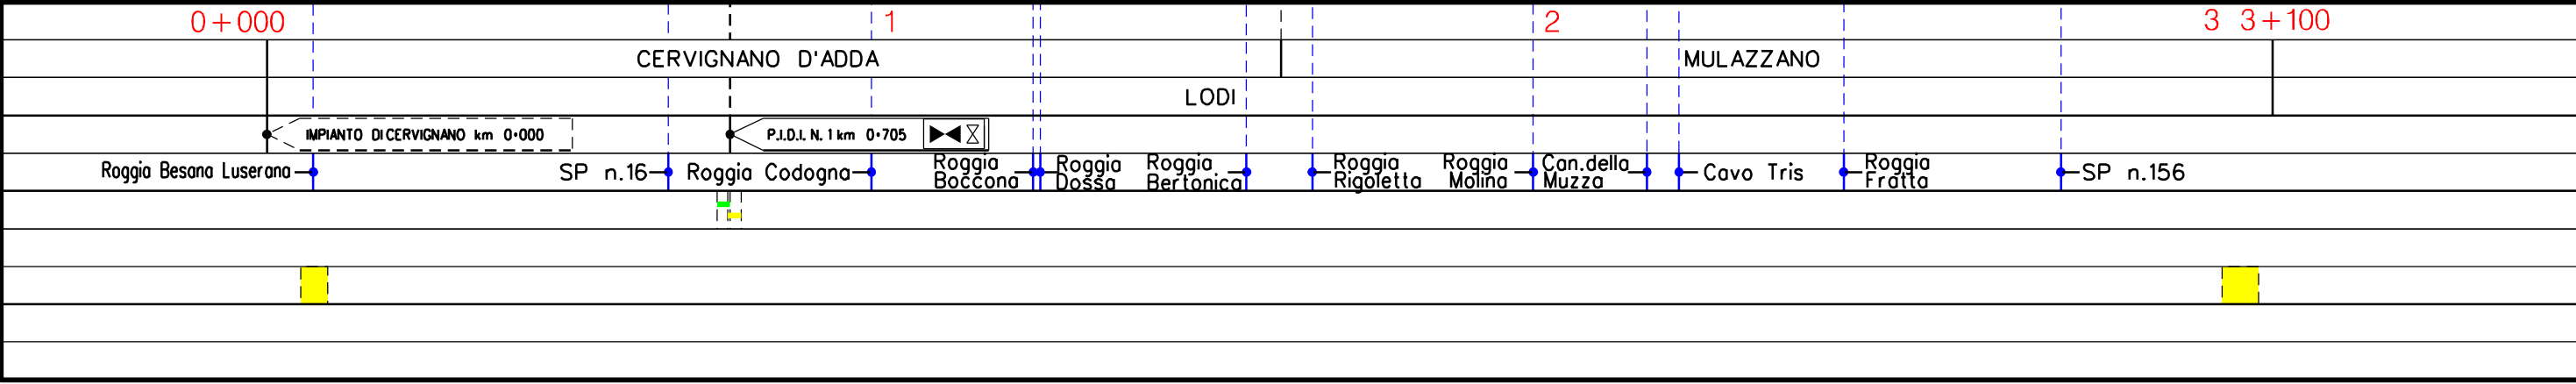 0+000 1 2 3 3+100
CERVIGNANO D'ADDA MULAZZANO
LODI
IMPIANTO DI CERVIGNANO km 0+000 P.I.D.I. N. 1 km 0+705
Roggia Besana Luserana SP n.16 Roggia Codogna
Roggia
Boccona
Roggia
Dossa
Roggia
Bertonica
Roggia
Rigoletta
Roggia
Molina
Can.della
Muzza
Cavo Tris
Roggia
Fratta
SP n.156